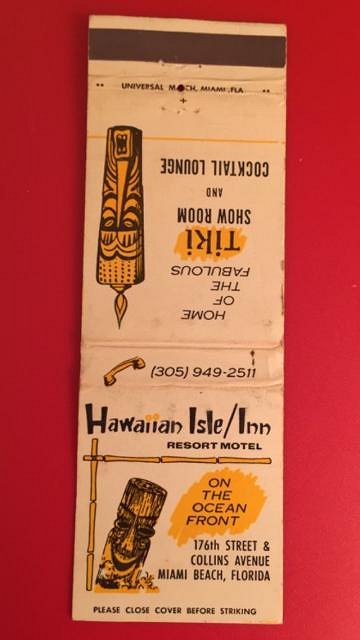 UNIVERSAL MATCH, MIAMI, FLA
HOME
OF
THE
FABULOUS
TIKI
SHOW ROOM
AND
COCKTAIL LOUNGE
(305) 949-2511
Hawaiian Isle/Inn
RESORT MOTEL
ON
THE
OCEAN
FRONT
176th STREET &
COLLINS AVENUE
MIAMI BEACH, FLORIDA
PLEASE CLOSE COVER BEFORE STRIKING